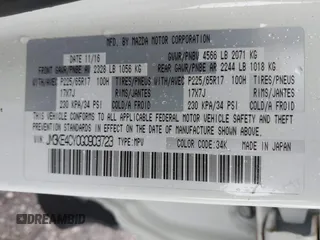 MFD. BY MAZDA MOTOR CORPORATION
DATE 11/16 GVWR/PNBV 4566 LB 2071 KG
FRONT GAWR/PNBE AV 2328 LB 1056 KG REAR GAWR/PNBE AR 2244 LB 1018 KG
WITH/AVEC P225/65R17 100H TIRES/PNEUS WITH/AVEC P225/65R17 100H TIRES/PNEUS
17X7J RIMS/JANTES 17X7J RIMS/JANTES
230 KPA/34 PSI COLD/A FROID 230 KPA/34 PSI COLD/A FROID
THIS VEHICLE CONFORMS TO ALL APPLICABLE FEDERAL MOTOR VEHICLE
SAFETY STANDARDS IN EFFECT ON THE DATE OF MANUFACTURE SHOWN ABOVE.
VIN: TYPE: MPV COLOR CODE: 34K MADE IN JAPAN